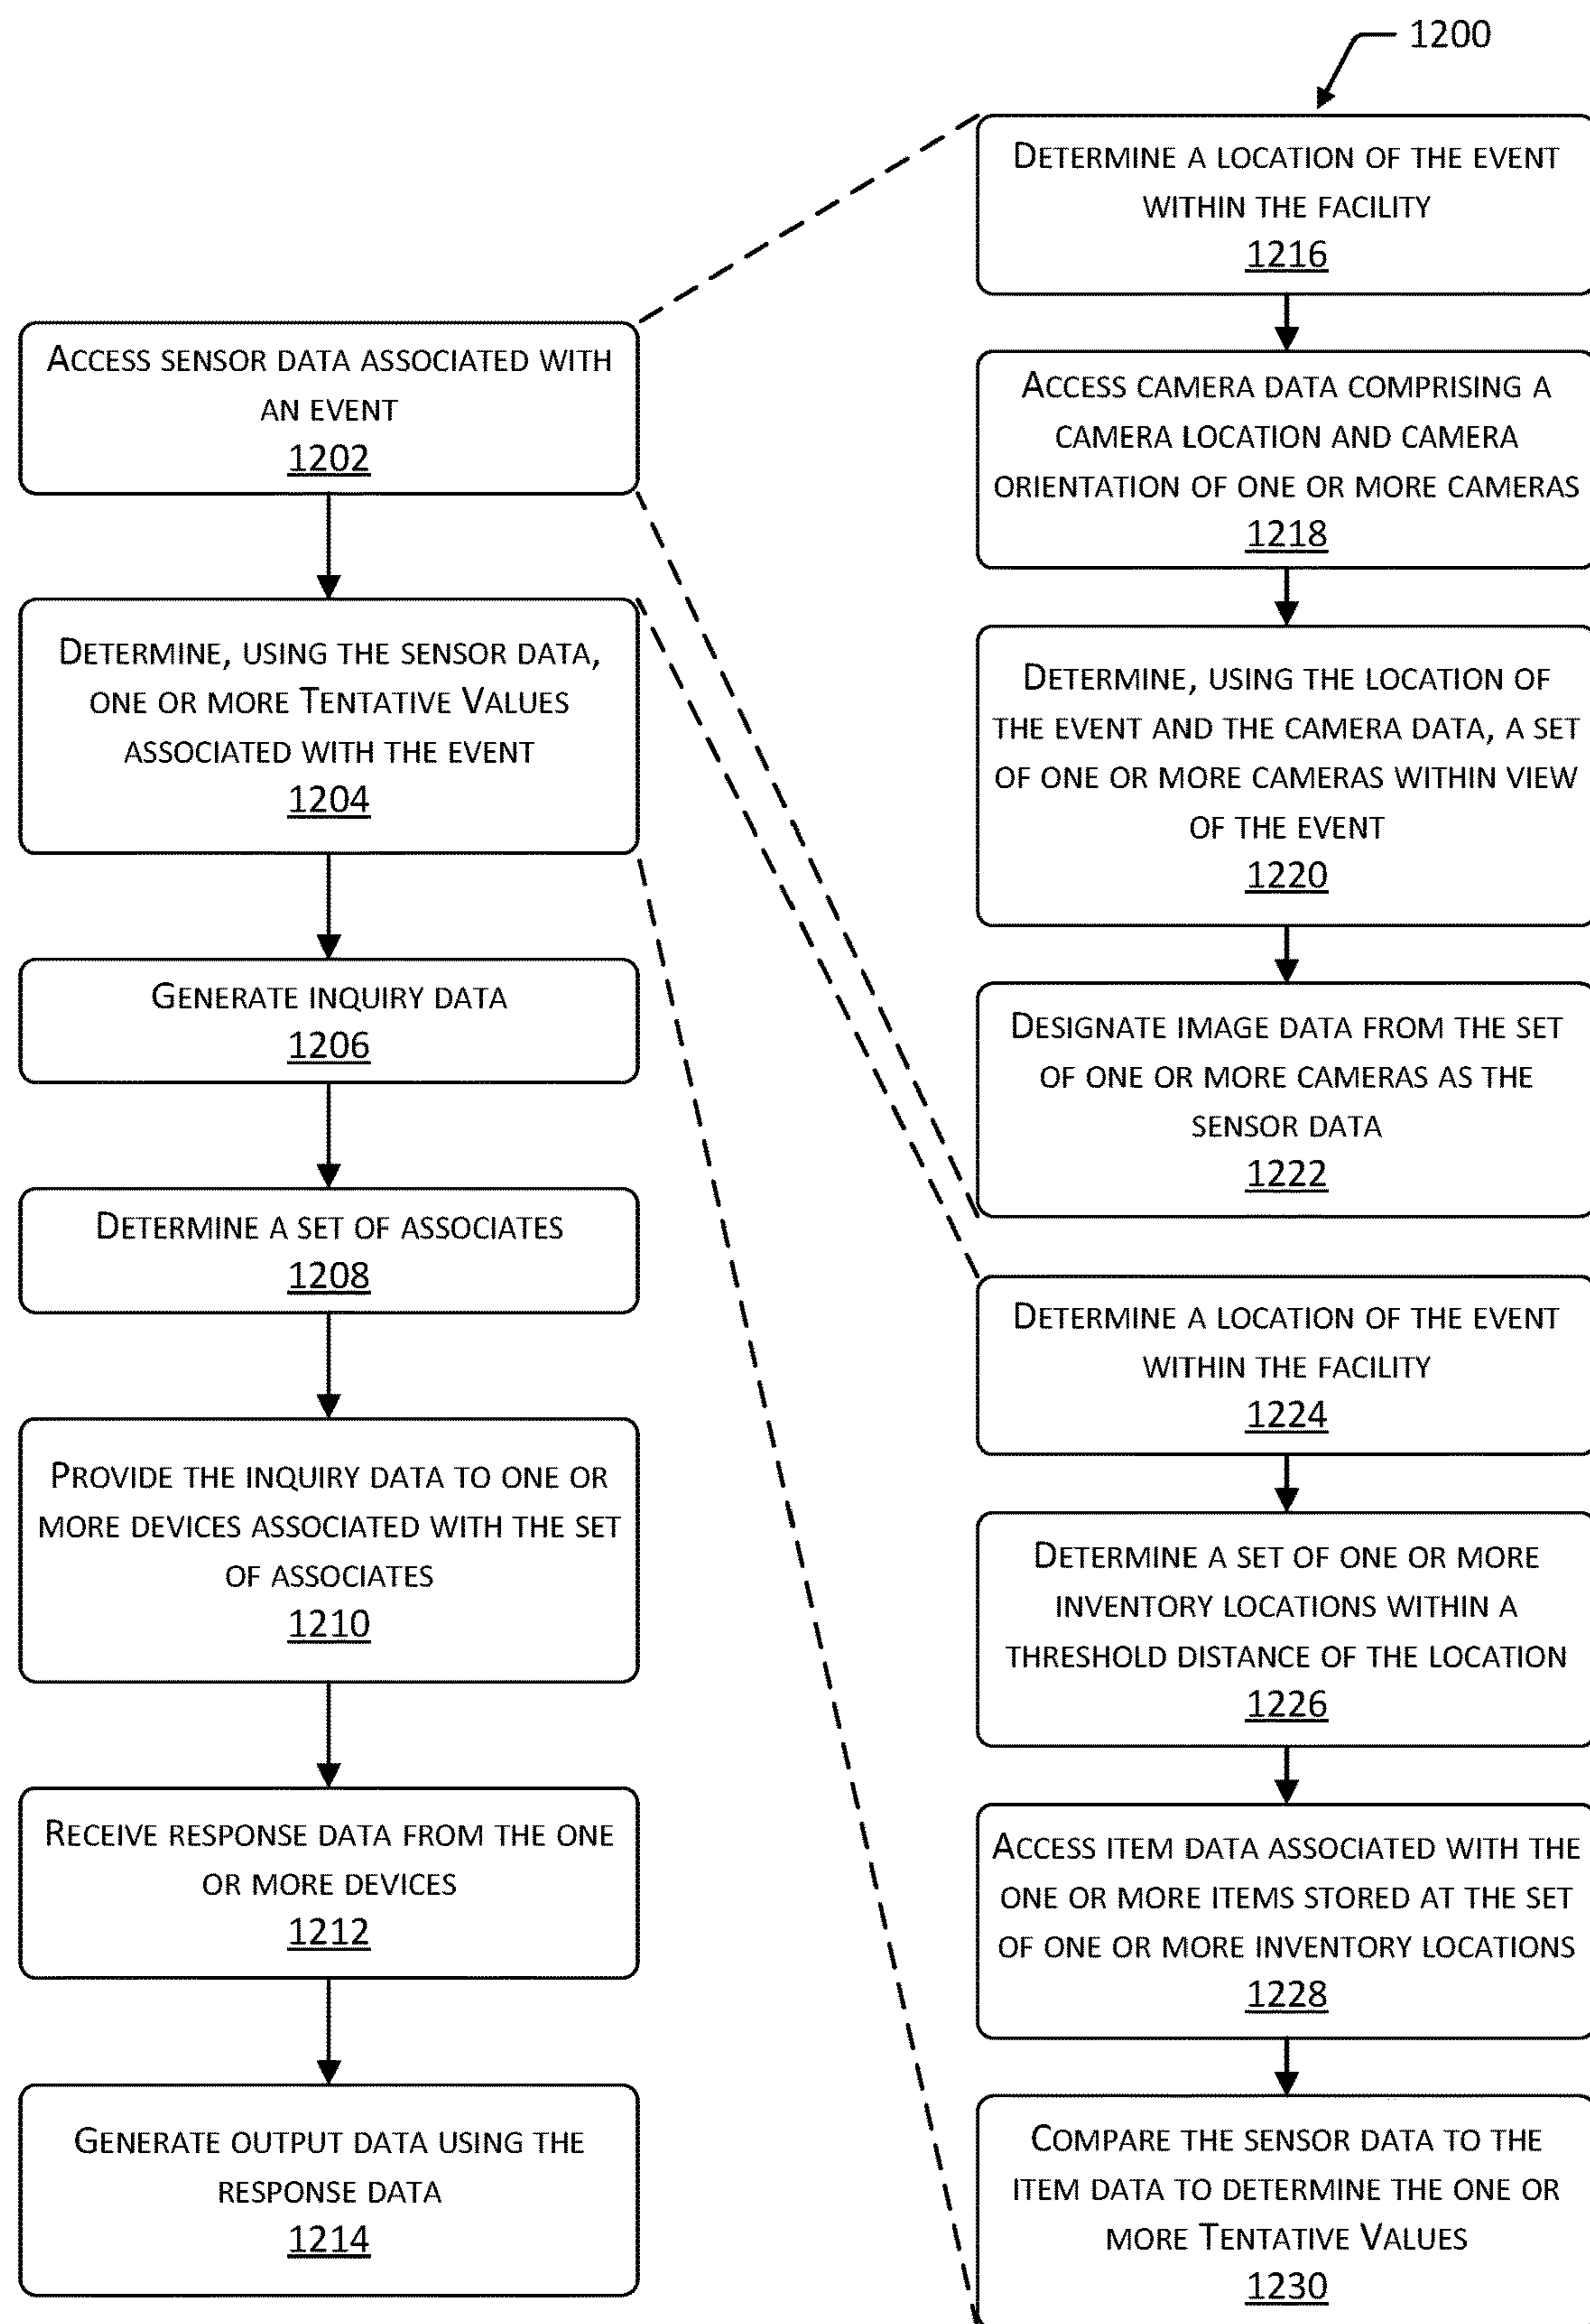 1200
ACCESS SENSOR DATA ASSOCIATED WITH
AN EVENT
1202
DETERMINE, USING THE SENSOR DATA,
ONE OR MORE TENTATIVE VALUES
ASSOCIATED WITH THE EVENT
1204
GENERATE INQUIRY DATA
1206
DETERMINE A SET OF ASSOCIATES
1208
PROVIDE THE INQUIRY DATA TO ONE OR
MORE DEVICES ASSOCIATED WITH THE SET
OF ASSOCIATES
1210
RECEIVE RESPONSE DATA FROM THE ONE
OR MORE DEVICES
1212
GENERATE OUTPUT DATA USING THE
RESPONSE DATA
1214
DETERMINE A LOCATION OF THE EVENT
WITHIN THE FACILITY
1216
ACCESS CAMERA DATA COMPRISING A
CAMERA LOCATION AND CAMERA
ORIENTATION OF ONE OR MORE CAMERAS
1218
DETERMINE, USING THE LOCATION OF
THE EVENT AND THE CAMERA DATA, A SET
OF ONE OR MORE CAMERAS WITHIN VIEW
OF THE EVENT
1220
DESIGNATE IMAGE DATA FROM THE SET
OF ONE OR MORE CAMERAS AS THE
SENSOR DATA
1222
DETERMINE A LOCATION OF THE EVENT
WITHIN THE FACILITY
1224
DETERMINE A SET OF ONE OR MORE
INVENTORY LOCATIONS WITHIN A
THRESHOLD DISTANCE OF THE LOCATION
1226
ACCESS ITEM DATA ASSOCIATED WITH THE
ONE OR MORE ITEMS STORED AT THE SET
OF ONE OR MORE INVENTORY LOCATIONS
1228
COMPARE THE SENSOR DATA TO THE
ITEM DATA TO DETERMINE THE ONE OR
MORE TENTATIVE VALUES
1230